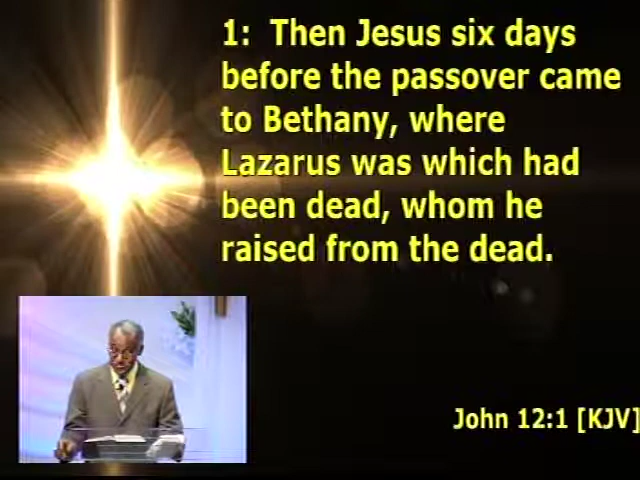 1:  Then Jesus six days
before the passover came
to Bethany, where
Lazarus was which had
been dead, whom he
raised from the dead.
John 12:1 [KJV]